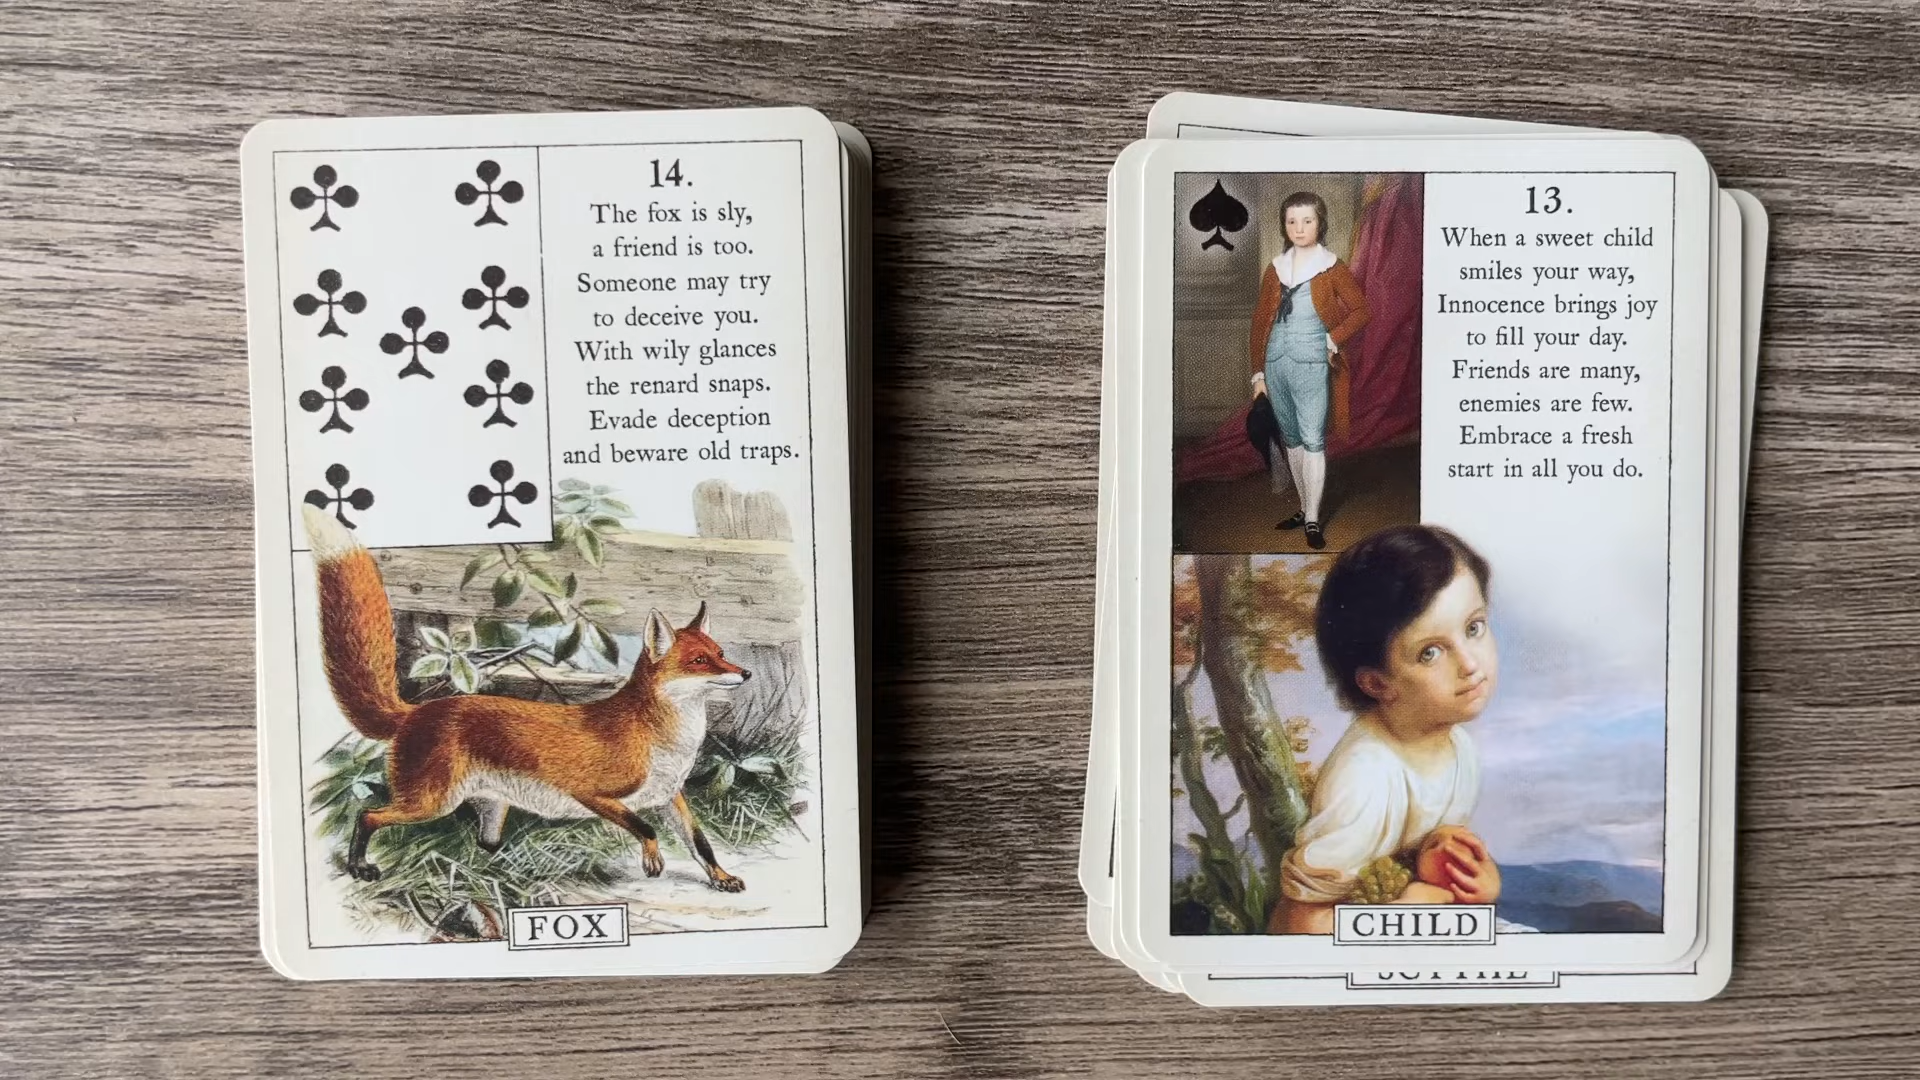 14.
The fox is sly,
a friend is too.
Someone may try
to deceive you.
With wily glances
the renard snaps.
Evade deception
and beware old traps.
FOX
13.
When a sweet child
smiles your way,
Innocence brings joy
to fill your day.
Friends are many,
enemies are few.
Embrace a fresh
start in all you do.
CHILD
SCYTHE